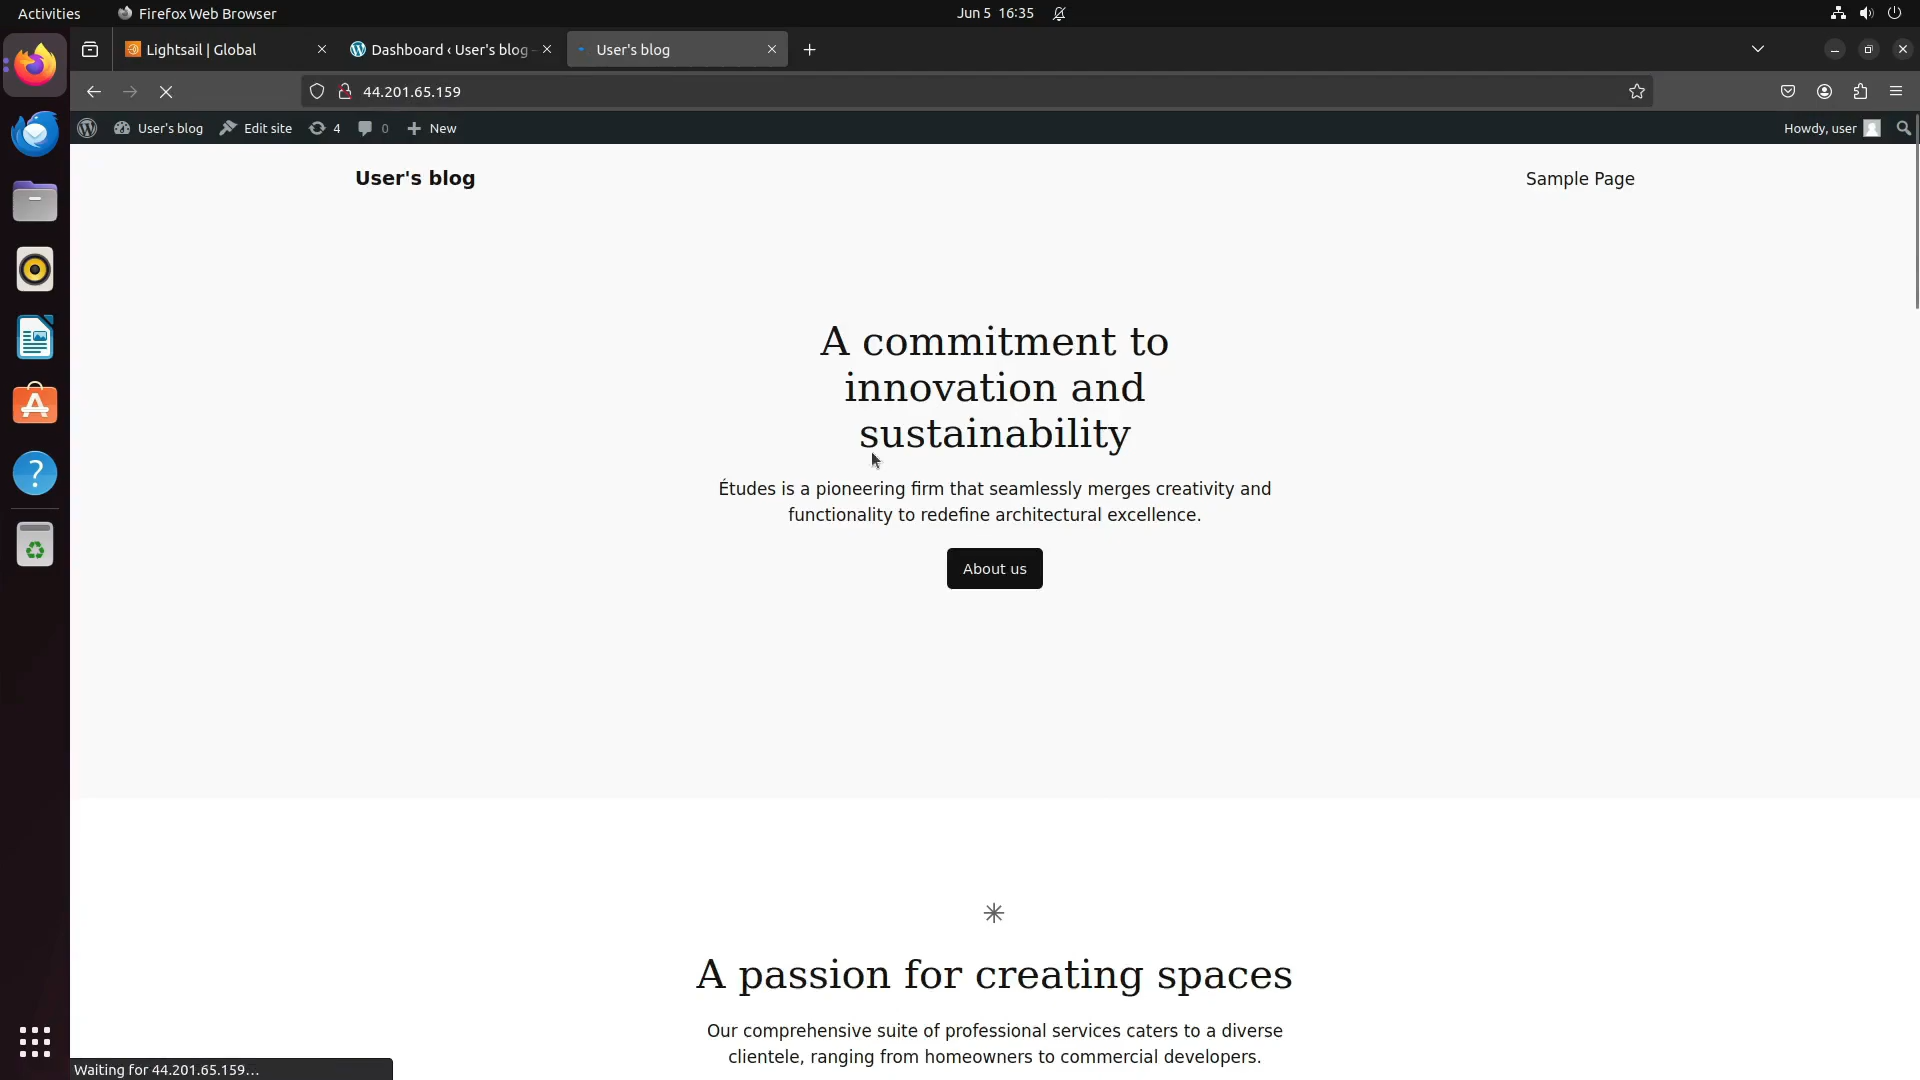 Activities
Firefox Web Browser
Jun 5 16:35
Lightsail | Global
Dashboard ‹ User's blog
User's blog
44.201.65.159
User's blog
Edit site
4
0
New
Howdy, user
User's blog
Sample Page
A commitment to
innovation and
sustainability
Études is a pioneering firm that seamlessly merges creativity and
functionality to redefine architectural excellence.
About us
A passion for creating spaces
Our comprehensive suite of professional services caters to a diverse
clientele, ranging from homeowners to commercial developers.
Waiting for 44.201.65.159…